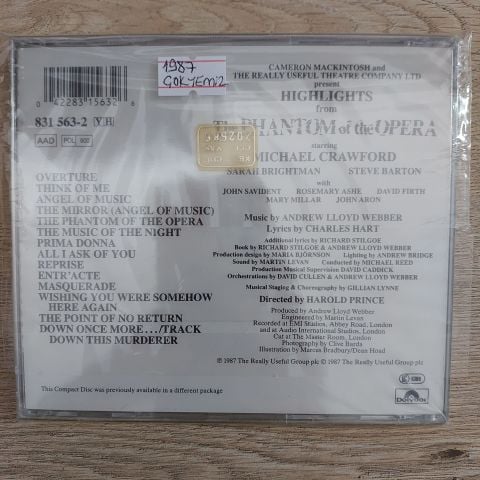 1987
GÖKYEMİZ
0 42283 15632 6
831 563-2 V H
AAD POL 800
CAMERON MACKINTOSH and
THE REALLY USEFUL THEATRE COMPANY LTD
present
HIGHLIGHTS
from
PHANTOM of the OPERA
starring
MICHAEL CRAWFORD
SARAH BRIGHTMAN STEVE BARTON
with
JOHN SAVIDENT ROSEMARY ASHE DAVID FIRTH
MARY MILLAR JOHN ARON
Music by ANDREW LLOYD WEBBER
Lyrics by CHARLES HART
Additional lyrics by RICHARD STILGOE
Book by RICHARD STILGOE & ANDREW LLOYD WEBBER
Production design by MARIA BJÖRNSON Lighting by ANDREW BRIDGE
Sound by MARTIN LEVAN Conducted by MICHAEL REED
Production Musical Supervision DAVID CADDICK
Orchestrations by DAVID CULLEN & ANDREW LLOYD WEBBER
Musical Staging & Choreography by GILLIAN LYNNE
Directed by HAROLD PRINCE
Produced by Andrew Lloyd Webber
Engineered by Martin Levan
Recorded at EMI Studios, Abbey Road, London
and at Audio International Studios, London
Cut at The Master Room, London
Photography by Clive Barda
Illustration by Marcus Bradbury/Dean Hoad
℗ 1987 The Really Useful Group plc © 1987 The Really Useful Group plc
OVERTURE
THINK OF ME
ANGEL OF MUSIC
THE MIRROR (ANGEL OF MUSIC)
THE PHANTOM OF THE OPERA
THE MUSIC OF THE NIGHT
PRIMA DONNA
ALL I ASK OF YOU
REPRISE
ENTR'ACTE
MASQUERADE
WISHING YOU WERE SOMEHOW
HERE AGAIN
THE POINT OF NO RETURN
DOWN ONCE MORE.../TRACK
DOWN THIS MURDERER
This Compact Disc was previously available in a different package
Polydor